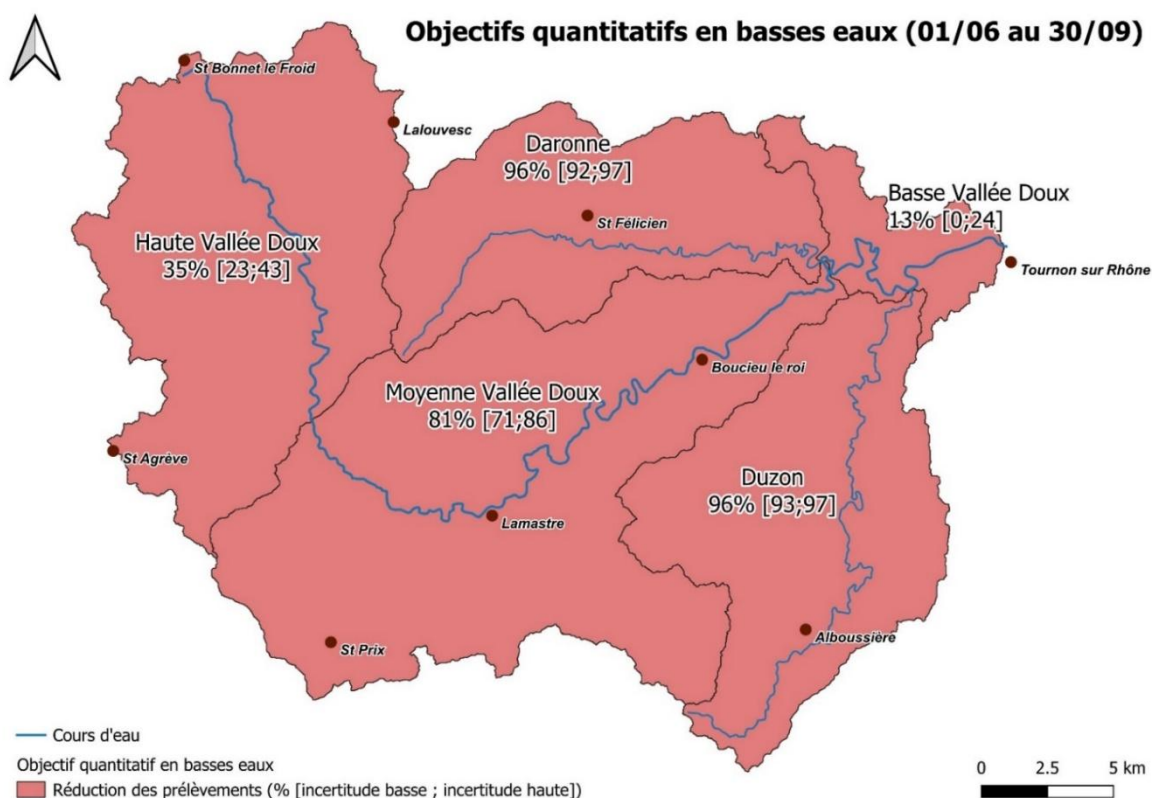 Objectifs quantitatifs en basses eaux (01/06 au 30/09)
St Bonnet le Froid
Lalouvesc
Daronne
96% [92;97]
Basse Vallée Doux
13% [0;24]
St Félicien
Haute Vallée Doux
35% [23;43]
Tournon sur Rhône
Boucieu le roi
Moyenne Vallée Doux
81% [71;86]
St Agrève
Duzon
96% [93;97]
Lamastre
Alboussière
St Prix
Cours d'eau
Objectif quantitatif en basses eaux
Réduction des prélèvements (% [incertitude basse ; incertitude haute])
0 2.5 5 km